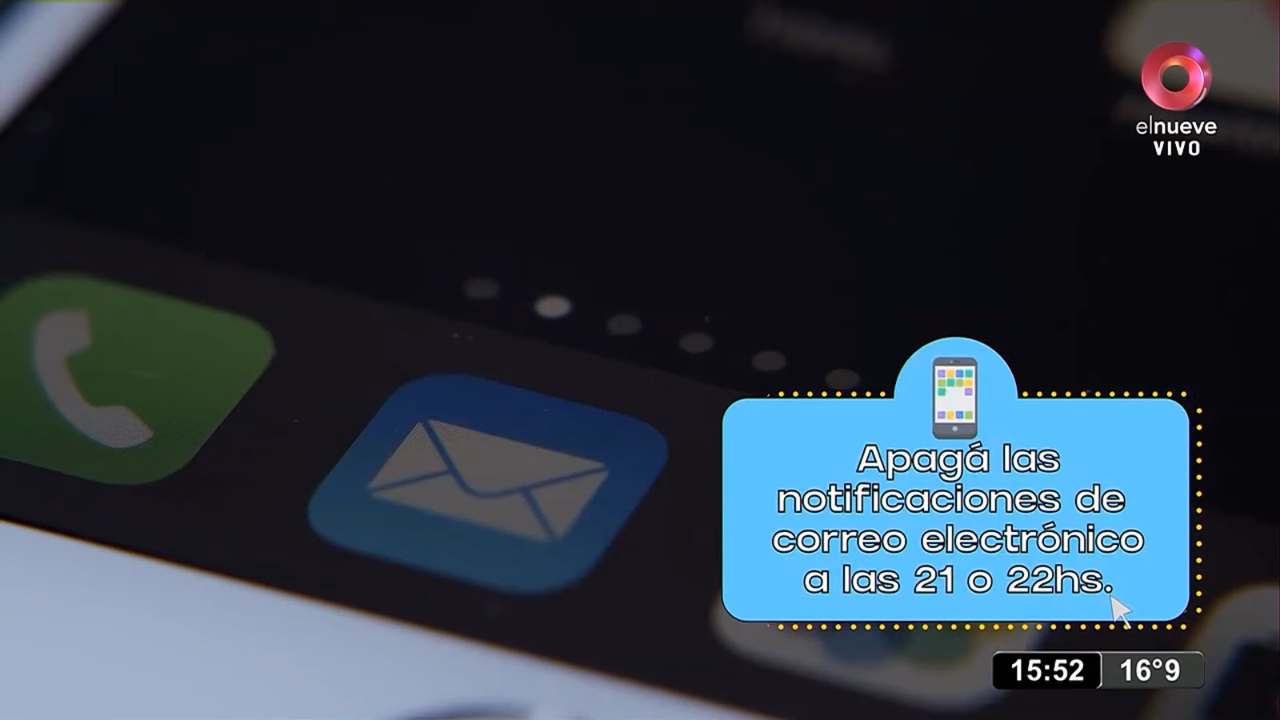 elnueve
VIVO
Apagá las
notificaciones de
correo electrónico
a las 21 o 22hs.
15:52 16°9